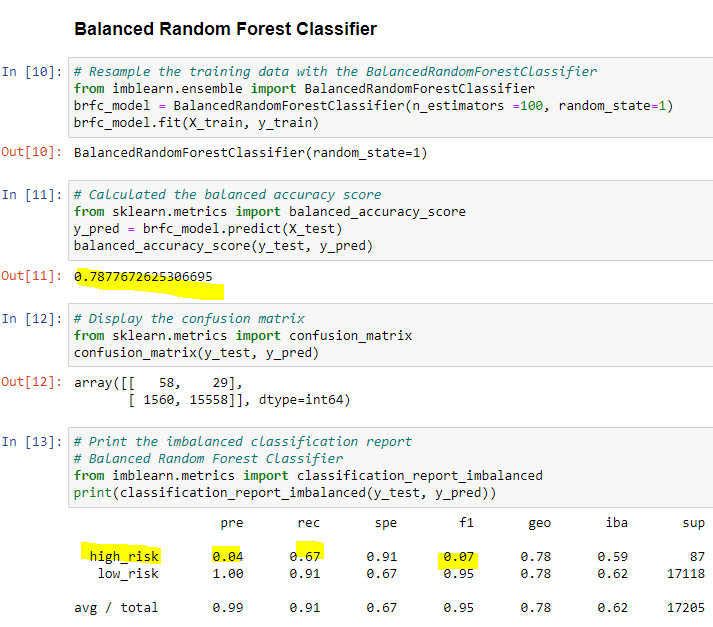 Balanced Random Forest Classifier
In [10]: # Resample the training data with the BalancedRandomForestClassifier
from imblearn.ensemble import BalancedRandomForestClassifier
brfc_model = BalancedRandomForestClassifier(n_estimators =100, random_state=1)
brfc_model.fit(X_train, y_train)
Out[10]: BalancedRandomForestClassifier(random_state=1)
In [11]: # Calculated the balanced accuracy score
from sklearn.metrics import balanced_accuracy_score
y_pred = brfc_model.predict(X_test)
balanced_accuracy_score(y_test, y_pred)
Out[11]: 0.7877672625306695
In [12]: # Display the confusion matrix
from sklearn.metrics import confusion_matrix
confusion_matrix(y_test, y_pred)
Out[12]: array([[   58,    29],
       [ 1560, 15558]], dtype=int64)
In [13]: # Print the imbalanced classification report
# Balanced Random Forest Classifier
from imblearn.metrics import classification_report_imbalanced
print(classification_report_imbalanced(y_test, y_pred))
pre rec spe f1 geo iba sup
high_risk 0.04 0.67 0.91 0.07 0.78 0.59 87
low_risk 1.00 0.91 0.67 0.95 0.78 0.62 17118
avg / total 0.99 0.91 0.67 0.95 0.78 0.62 17205